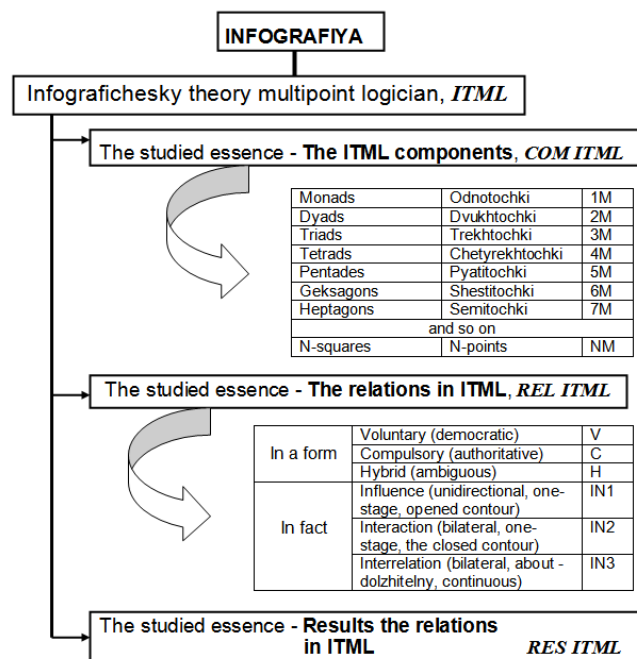 INFOGRAFIYA
Infografichesky theory multipoint logician, ITML
The studied essence - The ITML components, COM ITML
Monads Odnotochki 1M
Dyads Dvukhtochki 2M
Triads Trekhtochki 3M
Tetrads Chetyrekhtochki 4M
Pentades Pyatitochki 5M
Geksagons Shestitochki 6M
Heptagons Semitochki 7M
and so on
N-squares N-points NM
The studied essence - The relations in ITML, REL ITML
In a form
Voluntary (democratic) V
Compulsory (authoritative) C
Hybrid (ambiguous) H
In fact
Influence (unidirectional, one- IN1
stage, opened contour)
Interaction (bilateral, one- IN2
stage, the closed contour)
Interrelation (bilateral, about - IN3
dolzhitelny, continuous)
The studied essence - Results the relations
in ITML RES ITML